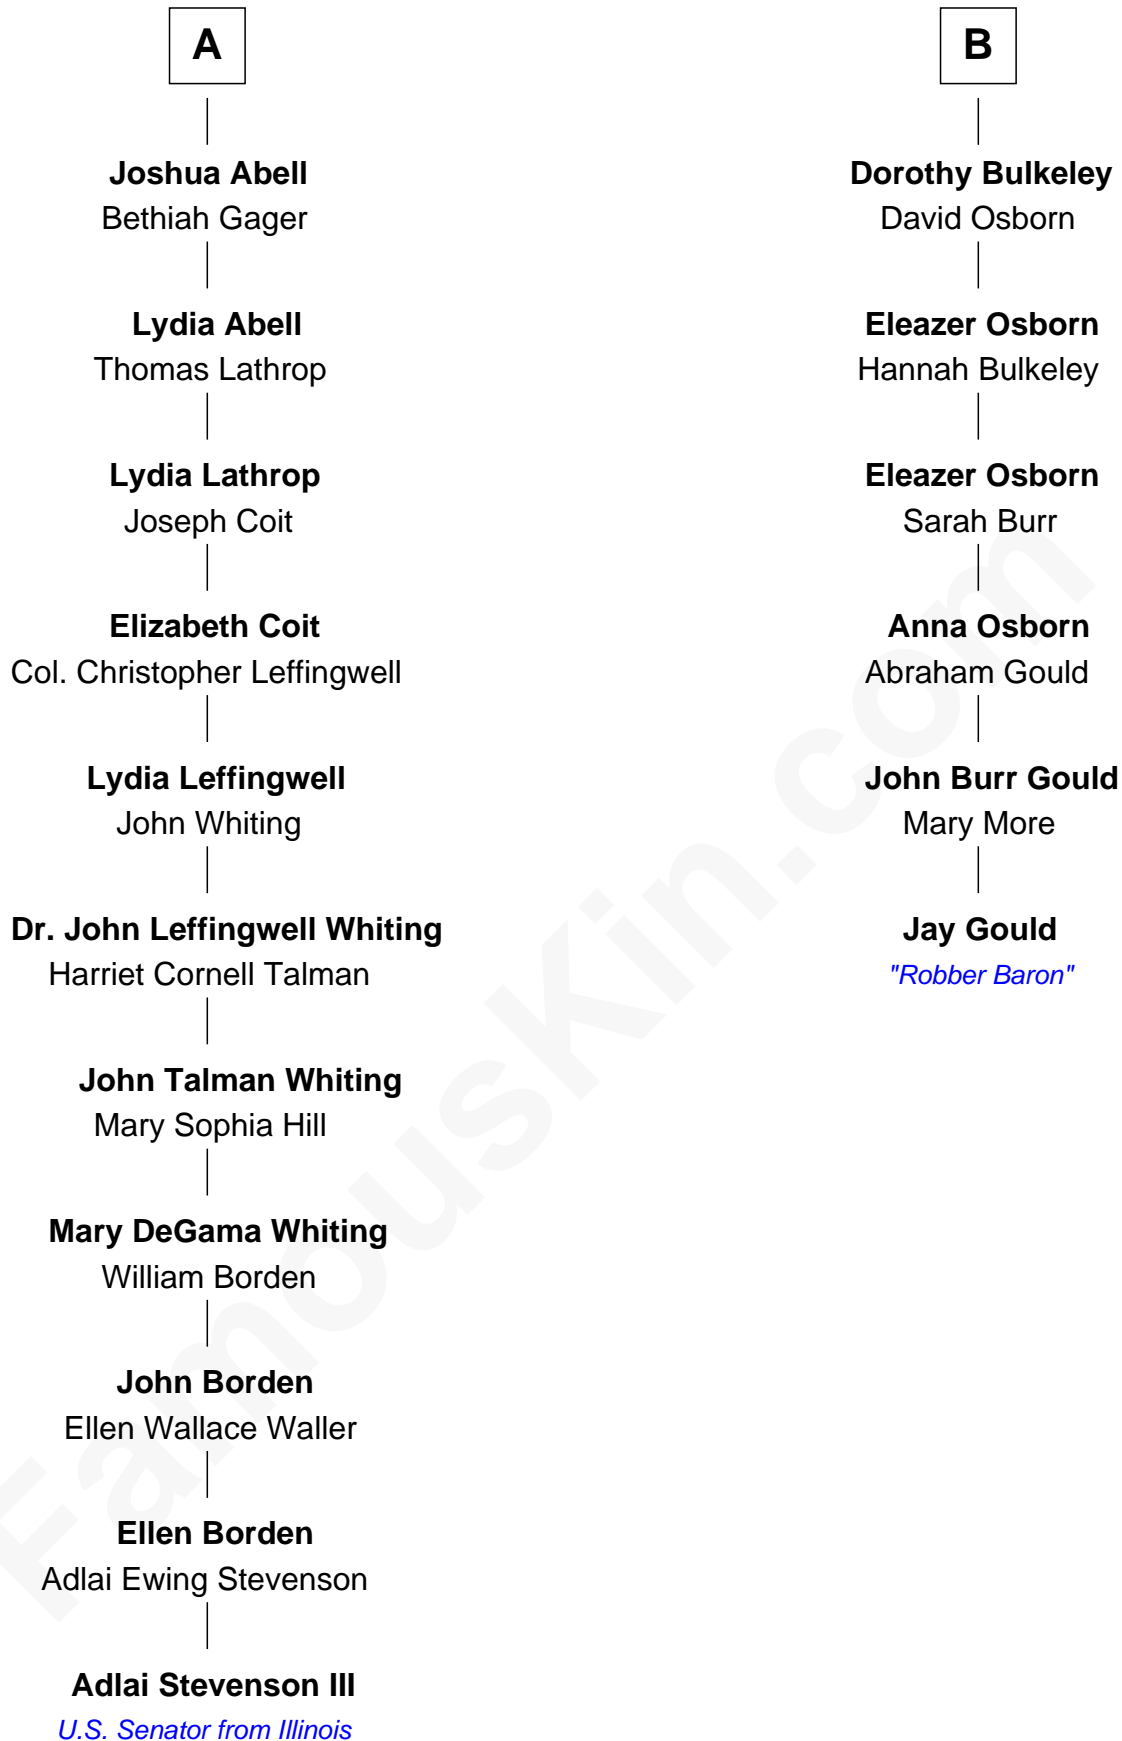 A
Joshua Abell
Bethiah Gager
Lydia Abell
Thomas Lathrop
Lydia Lathrop
Joseph Coit
Elizabeth Coit
Col. Christopher Leffingwell
Lydia Leffingwell
John Whiting
Dr. John Leffingwell Whiting
Harriet Cornell Talman
John Talman Whiting
Mary Sophia Hill
Mary DeGama Whiting
William Borden
John Borden
Ellen Wallace Waller
Ellen Borden
Adlai Ewing Stevenson
Adlai Stevenson III
U.S. Senator from Illinois
B
Dorothy Bulkeley
David Osborn
Eleazer Osborn
Hannah Bulkeley
Eleazer Osborn
Sarah Burr
Anna Osborn
Abraham Gould
John Burr Gould
Mary More
Jay Gould
"Robber Baron"
FamousKin.com